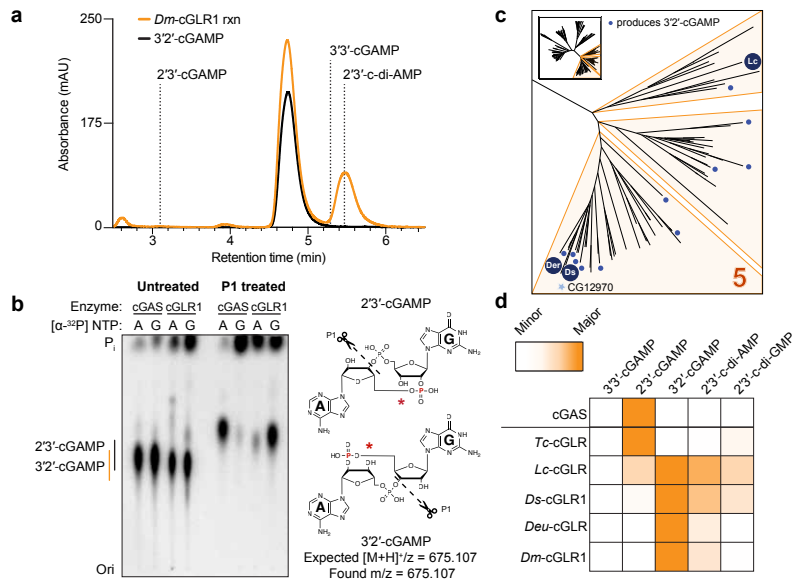 a
250
175
0
Absorbance (mAU)
Dm-cGLR1 rxn
3′2′-cGAMP
2′3′-cGAMP
3′3′-cGAMP
2′3′-c-di-AMP
3 4 5 6
Retention time (min)
b
Untreated P1 treated
Enzyme: cGAS cGLR1 cGAS cGLR1
[α-³²P] NTP: A G A G A G A G
Pi
2′3′-cGAMP
3′2′-cGAMP
Ori
2′3′-cGAMP
P1
G
A
*
*
A
G
P1
3′2′-cGAMP
Expected [M+H]⁺/z = 675.107
Found m/z = 675.107
c
produces 3′2′-cGAMP
Lc
Der
Ds
CG12970
5
d
Minor
Major
3′3′-cGAMP
2′3′-cGAMP
3′2′-cGAMP
2′3′-c-di-AMP
2′3′-c-di-GMP
cGAS
Tc-cGLR
Lc-cGLR
Ds-cGLR1
Deu-cGLR
Dm-cGLR1